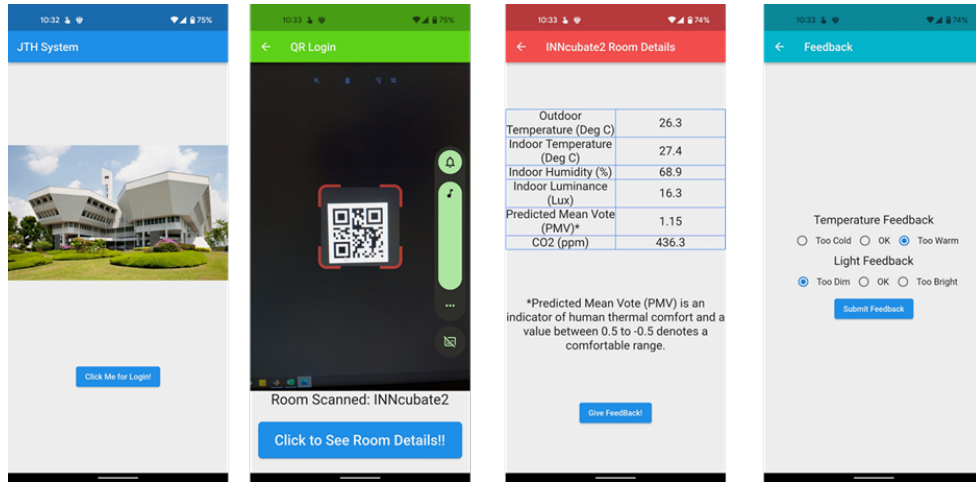 10:32 75%
JTH System
Click Me for Login!
10:33 75%
QR Login
Room Scanned: INNcubate2
Click to See Room Details!!
10:33 74%
INNcubate2 Room Details
Outdoor
Temperature (Deg C) 26.3
Indoor Temperature
(Deg C) 27.4
Indoor Humidity (%) 68.9
Indoor Luminance
(Lux) 16.3
Predicted Mean Vote
(PMV)* 1.15
CO2 (ppm) 436.3
*Predicted Mean Vote (PMV) is an
indicator of human thermal comfort and a
value between 0.5 to -0.5 denotes a
comfortable range.
Give FeedBack!
10:33 74%
Feedback
Temperature Feedback
Too Cold OK Too Warm
Light Feedback
Too Dim OK Too Bright
Submit Feedback